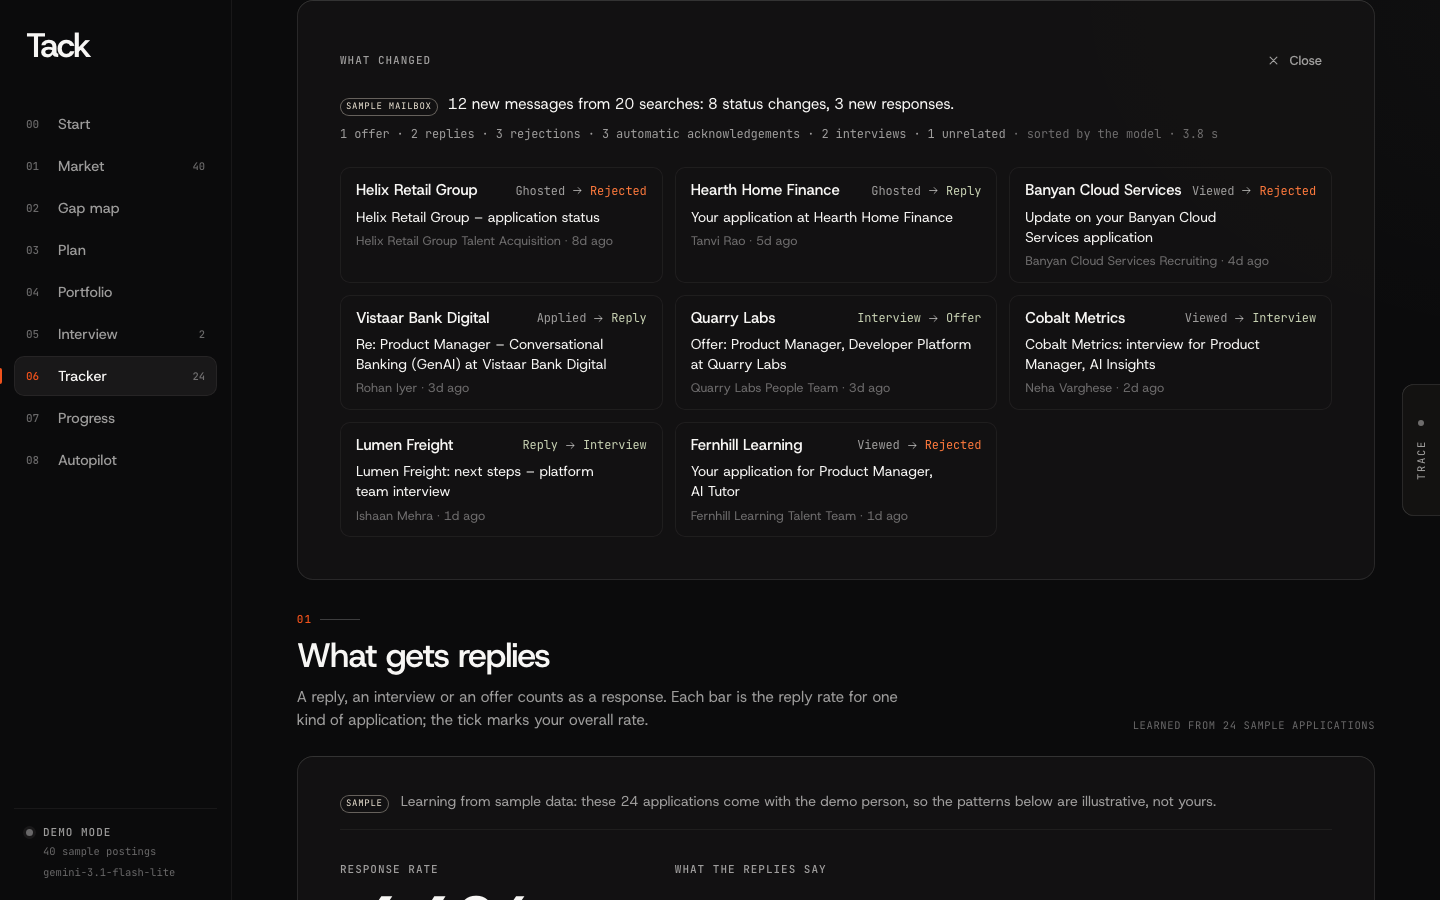 Tack
00 Start
01 Market 40
02 Gap map
03 Plan
04 Portfolio
05 Interview 2
06 Tracker 24
07 Progress
08 Autopilot
DEMO MODE
40 sample postings
gemini-3.1-flash-lite
WHAT CHANGED
× Close
SAMPLE MAILBOX 12 new messages from 20 searches: 8 status changes, 3 new responses.
1 offer · 2 replies · 3 rejections · 3 automatic acknowledgements · 2 interviews · 1 unrelated · sorted by the model · 3.8 s
Helix Retail Group Ghosted → Rejected
Helix Retail Group – application status
Helix Retail Group Talent Acquisition · 8d ago
Hearth Home Finance Ghosted → Reply
Your application at Hearth Home Finance
Tanvi Rao · 5d ago
Banyan Cloud Services Viewed → Rejected
Update on your Banyan Cloud
Services application
Banyan Cloud Services Recruiting · 4d ago
Vistaar Bank Digital Applied → Reply
Re: Product Manager – Conversational
Banking (GenAI) at Vistaar Bank Digital
Rohan Iyer · 3d ago
Quarry Labs Interview → Offer
Offer: Product Manager, Developer Platform
at Quarry Labs
Quarry Labs People Team · 3d ago
Cobalt Metrics Viewed → Interview
Cobalt Metrics: interview for Product
Manager, AI Insights
Neha Varghese · 2d ago
Lumen Freight Reply → Interview
Lumen Freight: next steps – platform
team interview
Ishaan Mehra · 1d ago
Fernhill Learning Viewed → Rejected
Your application for Product Manager,
AI Tutor
Fernhill Learning Talent Team · 1d ago
TRACE
01
What gets replies
A reply, an interview or an offer counts as a response. Each bar is the reply rate for one
kind of application; the tick marks your overall rate.
LEARNED FROM 24 SAMPLE APPLICATIONS
SAMPLE Learning from sample data: these 24 applications come with the demo person, so the patterns below are illustrative, not yours.
RESPONSE RATE
WHAT THE REPLIES SAY